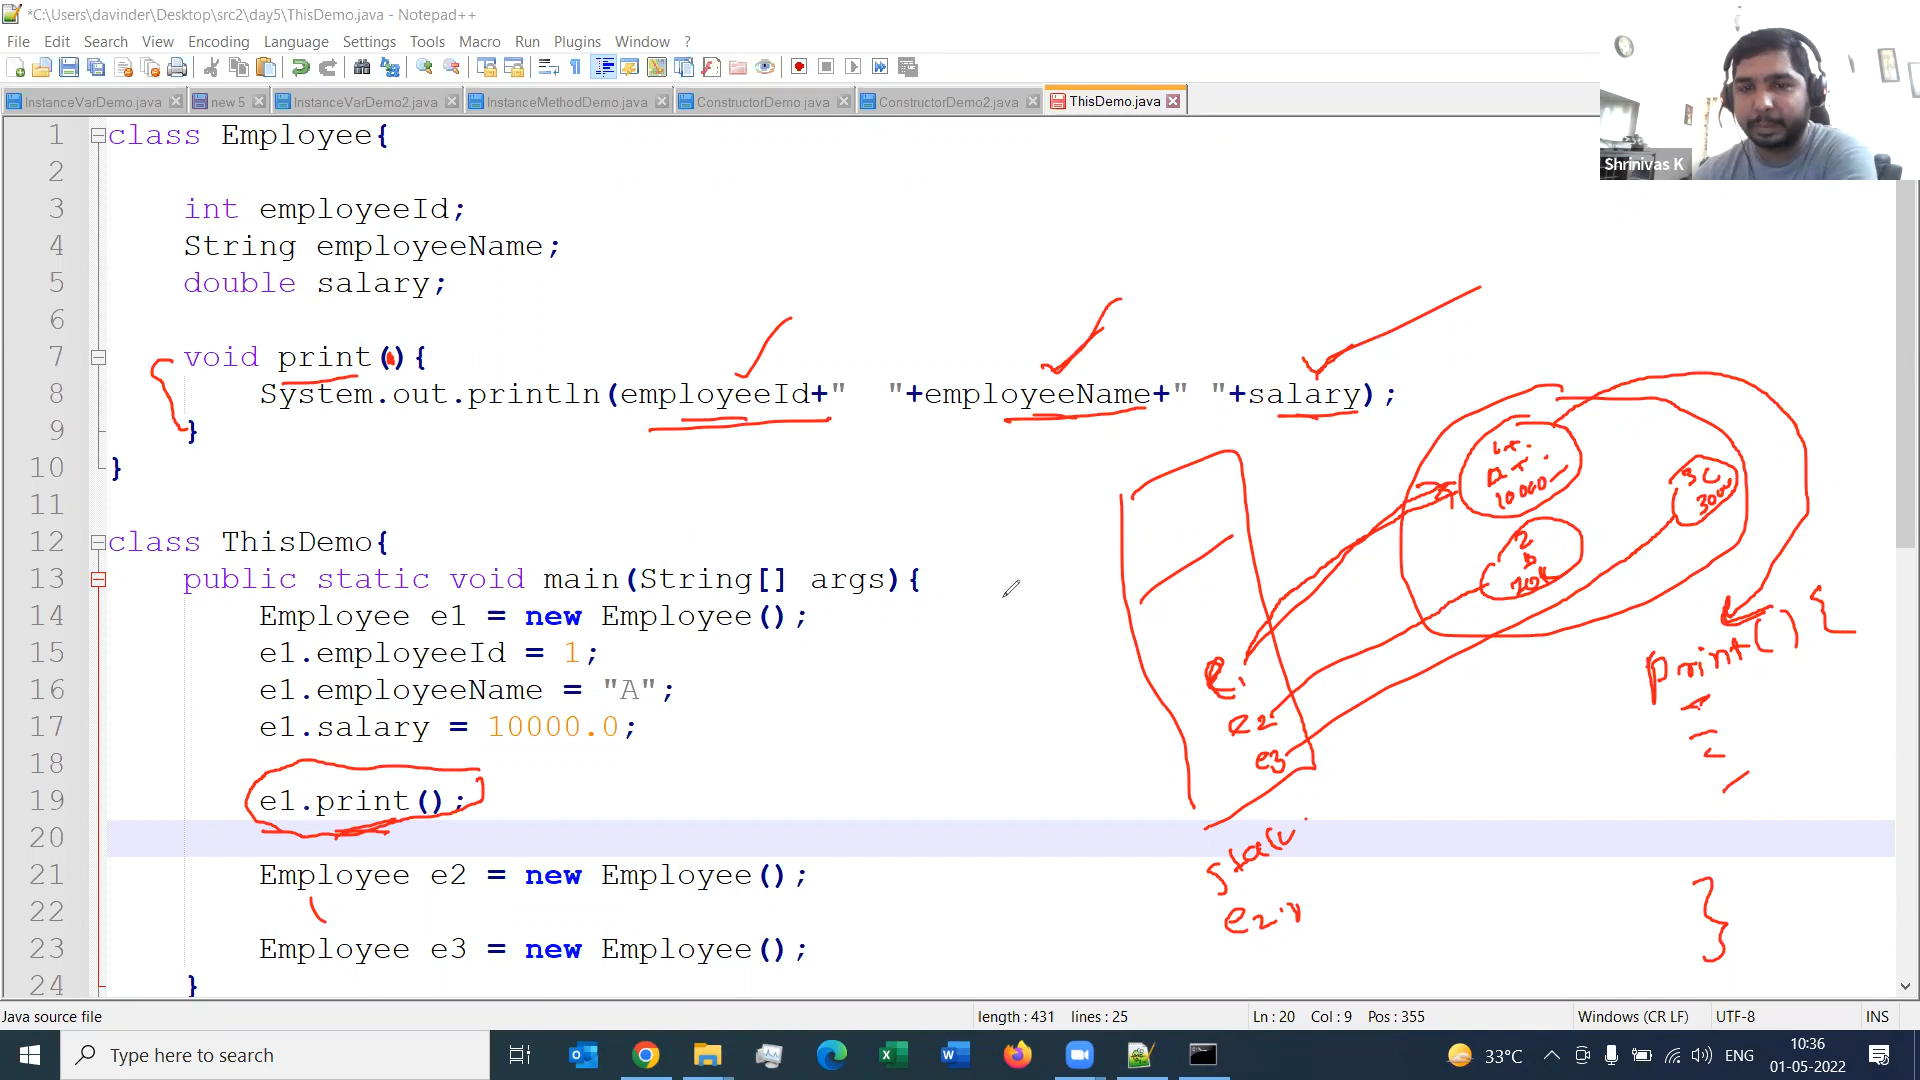 *C:\Users\davinder\Desktop\src2\day5\ThisDemo.java - Notepad++
File Edit Search View Encoding Language Settings Tools Macro Run Plugins Window ?
InstanceVarDemo.java new 5 InstanceVarDemo2.java InstanceMethodDemo.java ConstructorDemo.java ConstructorDemo2.java ThisDemo.java
Shrinivas K
1 class Employee{
2
3 int employeeId;
4 String employeeName;
5 double salary;
6
7 void print(){
8 System.out.println(employeeId+"  "+employeeName+" "+salary);
9 }
10 }
11
12 class ThisDemo{
13 public static void main(String[] args){
14 Employee e1 = new Employee();
15 e1.employeeId = 1;
16 e1.employeeName = "A";
17 e1.salary = 10000.0;
18
19 e1.print();
20
21 Employee e2 = new Employee();
22
23 Employee e3 = new Employee();
24 }
10000
3 C
2
e2
e3
print() {
}
Java source file length : 431 lines : 25 Ln : 20 Col : 9 Pos : 355 Windows (CR LF) UTF-8 INS
Type here to search
33°C ENG
10:36
01-05-2022